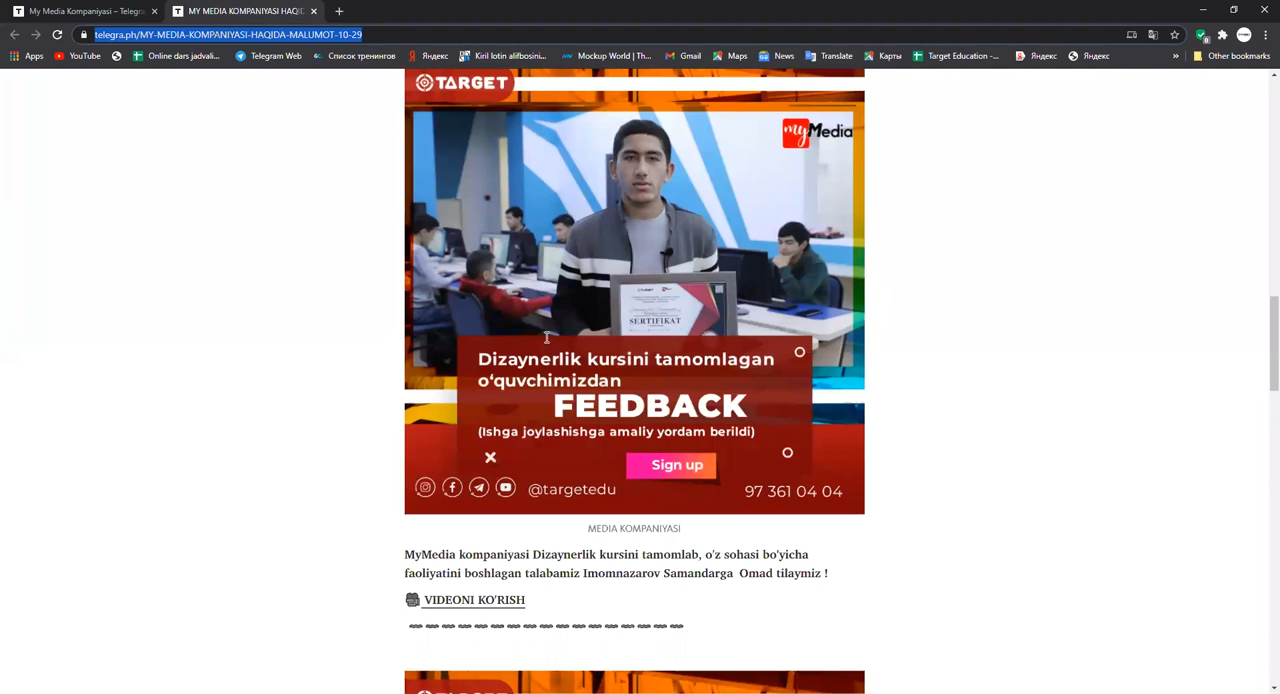 My Media Kompaniyasi – Telegra
MY MEDIA KOMPANIYASI HAQID
telegra.ph/MY-MEDIA-KOMPANIYASI-HAQIDA-MALUMOT-10-29
Apps
YouTube
Online dars jadvali...
Telegram Web
Список тренингов
Яндекс
Kiril lotin alifbosini...
Mockup World | Th...
Gmail
Maps
News
Translate
Карты
Target Education -...
Яндекс
Яндекс
»
Other bookmarks
TARGET
myMedia
SERTIFIKAT
Dizaynerlik kursini tamomlagan
o‘quvchimizdan
FEEDBACK
(Ishga joylashishga amaliy yordam berildi)
Sign up
@targetedu
97 361 04 04
MEDIA KOMPANIYASI
MyMedia kompaniyasi Dizaynerlik kursini tamomlab, o'z sohasi bo'yicha
faoliyatini boshlagan talabamiz Imomnazarov Samandarga Omad tilaymiz !
VIDEONI KO'RISH